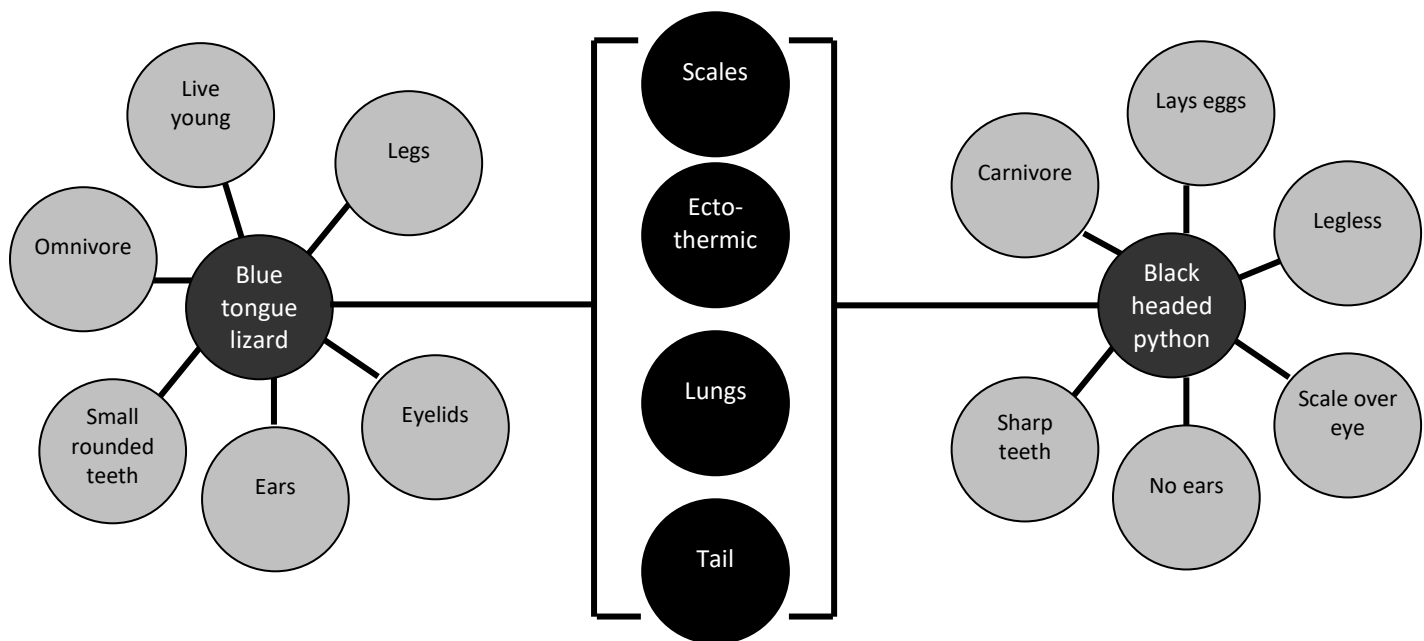 Live
young
Legs
Omnivore
Blue
tongue
lizard
Small
rounded
teeth
Ears
Eyelids
Scales
Ecto-
thermic
Lungs
Tail
Lays eggs
Carnivore
Legless
Black
headed
python
Scale over
eye
Sharp
teeth
No ears